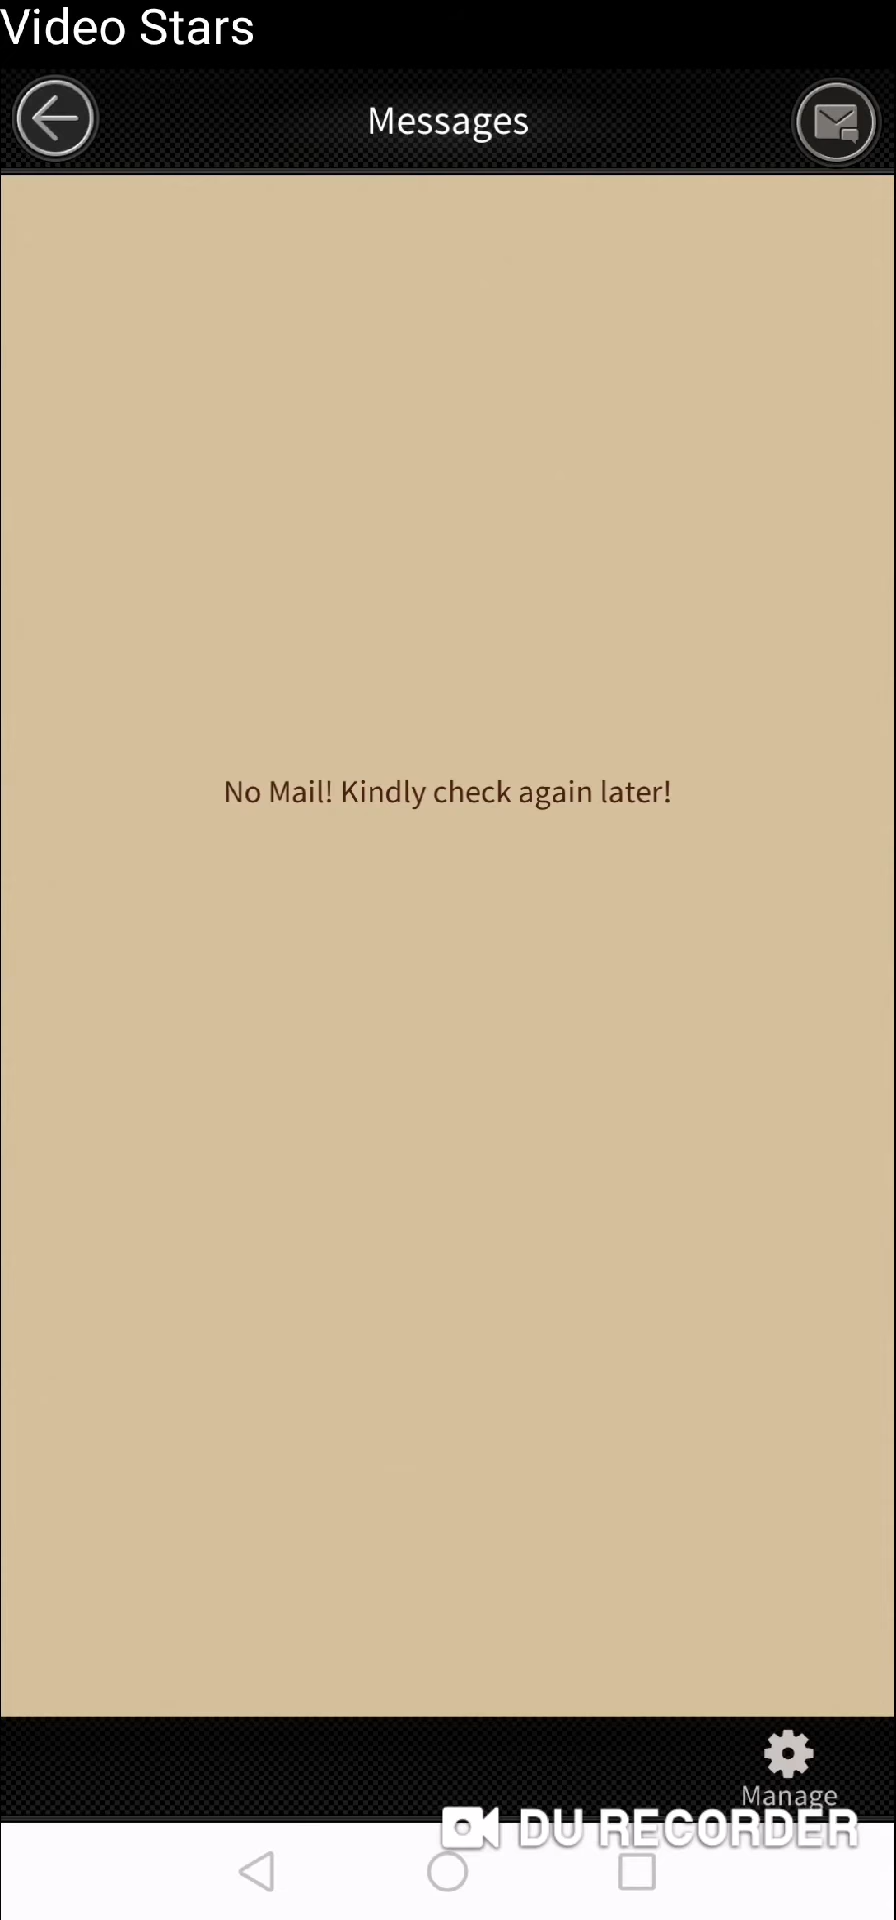 Video Stars
Messages
No Mail! Kindly check again later!
Manage
DU RECORDER